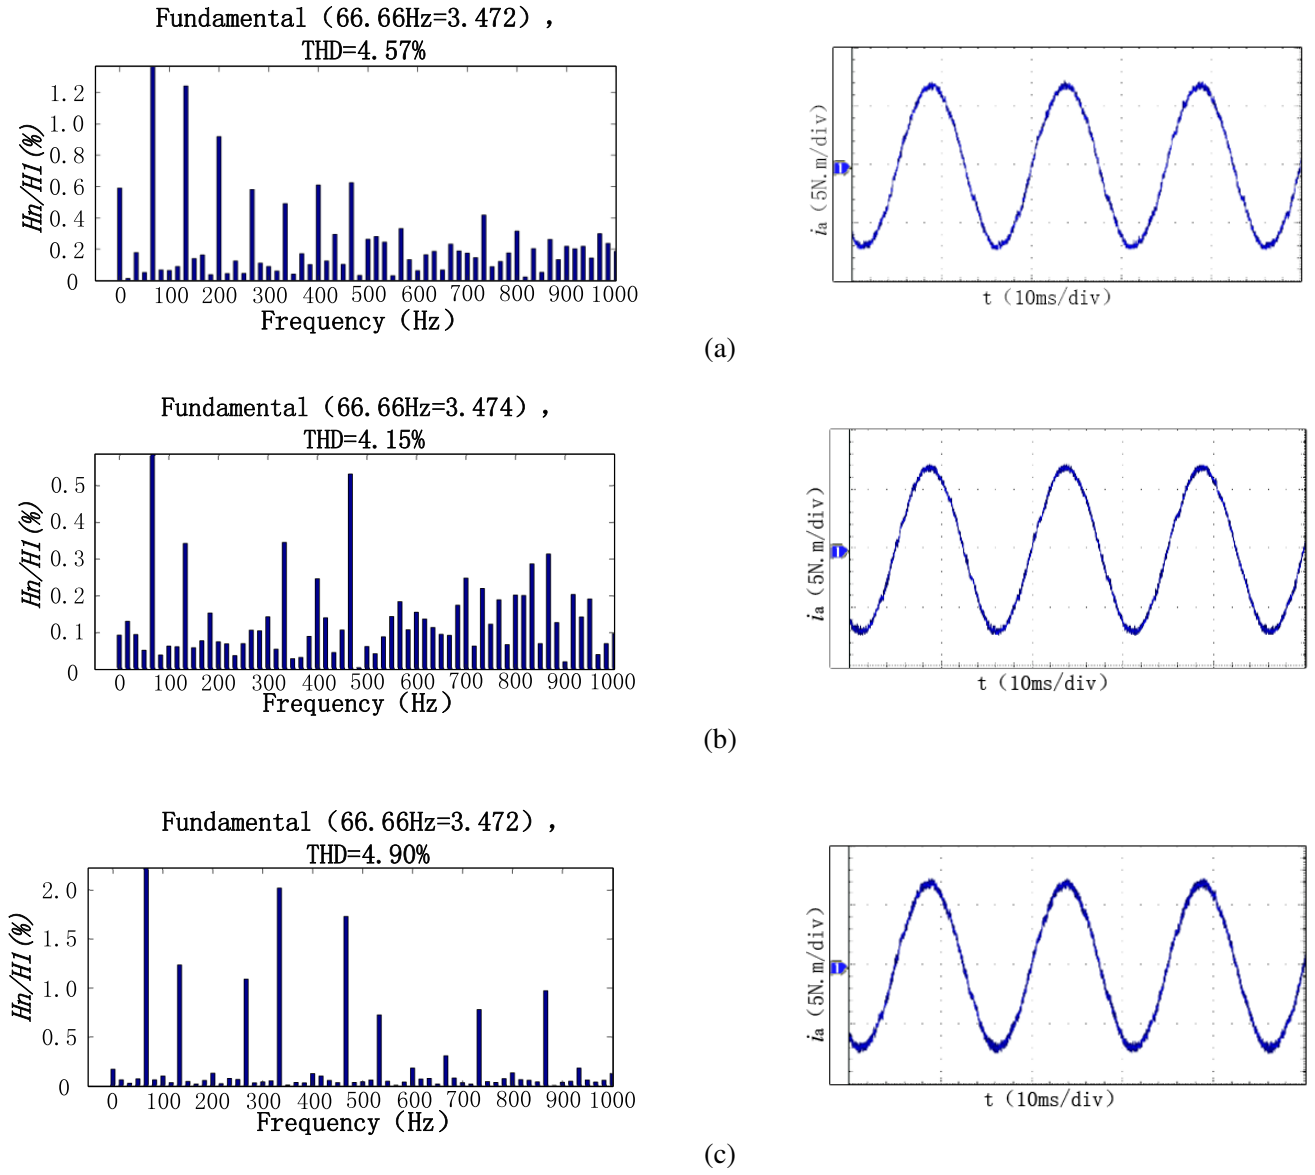 Fundamental (66.66Hz=3.472),
THD=4.57%
Hn/H1(%)
1.2
1.0
0.8
0.6
0.4
0.2
0
0 100 200 300 400 500 600 700 800 900 1000
Frequency (Hz)
ia (5N.m/div)
1
t (10ms/div)
(a)
Fundamental (66.66Hz=3.474),
THD=4.15%
Hn/H1(%)
0.5
0.4
0.3
0.2
0.1
0
0 100 200 300 400 500 600 700 800 900 1000
Frequency (Hz)
ia (5N.m/div)
1
t (10ms/div)
(b)
Fundamental (66.66Hz=3.472),
THD=4.90%
Hn/H1(%)
2.0
1.5
1.0
0.5
0
0 100 200 300 400 500 600 700 800 900 1000
Frequency (Hz)
ia (5N.m/div)
1
t (10ms/div)
(c)